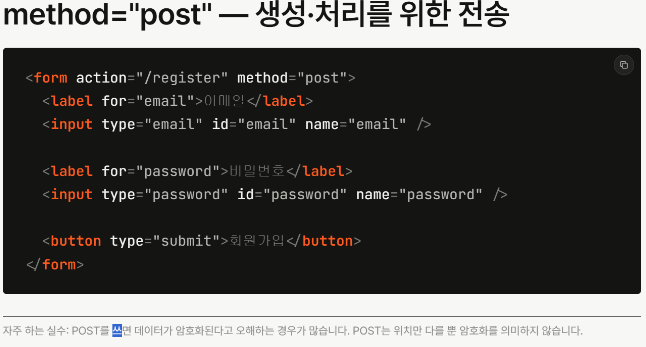 method="post" — 생성·처리를 위한 전송
<form action="/register" method="post">
<label for="email">이메일</label>
<input type="email" id="email" name="email" />
<label for="password">비밀번호</label>
<input type="password" id="password" name="password" />
<button type="submit">회원가입</button>
</form>
자주 하는 실수: POST를 쓰면 데이터가 암호화된다고 오해하는 경우가 많습니다. POST는 위치만 다를 뿐 암호화를 의미하지 않습니다.